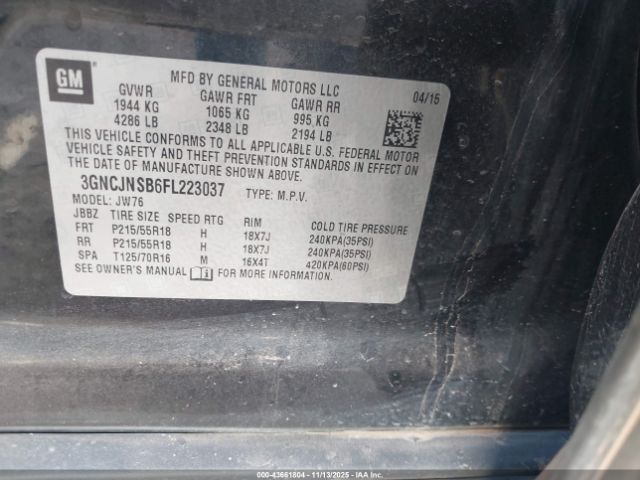 GM
MFD BY GENERAL MOTORS LLC
GVWR GAWR FRT GAWR RR 04/15
1944 KG 1065 KG 995 KG
4286 LB 2348 LB 2194 LB
THIS VEHICLE CONFORMS TO ALL APPLICABLE U.S. FEDERAL MOTOR
VEHICLE SAFETY AND THEFT PREVENTION STANDARDS IN EFFECT ON
THE DATE OF MANUFACTURE SHOWN ABOVE.
3GNCJNSB6FL223037 TYPE: M.P.V.
MODEL: JW76
JBBZ TIRE SIZE SPEED RTG RIM COLD TIRE PRESSURE
FRT P215/55R18 H 18X7J 240KPA(35PSI)
RR P215/55R18 H 18X7J 240KPA(35PSI)
SPA T125/70R16 M 16X4T 420KPA(60PSI)
SEE OWNER'S MANUAL FOR MORE INFORMATION.
000-43661804 - 11/13/2025 - IAAI Copyright